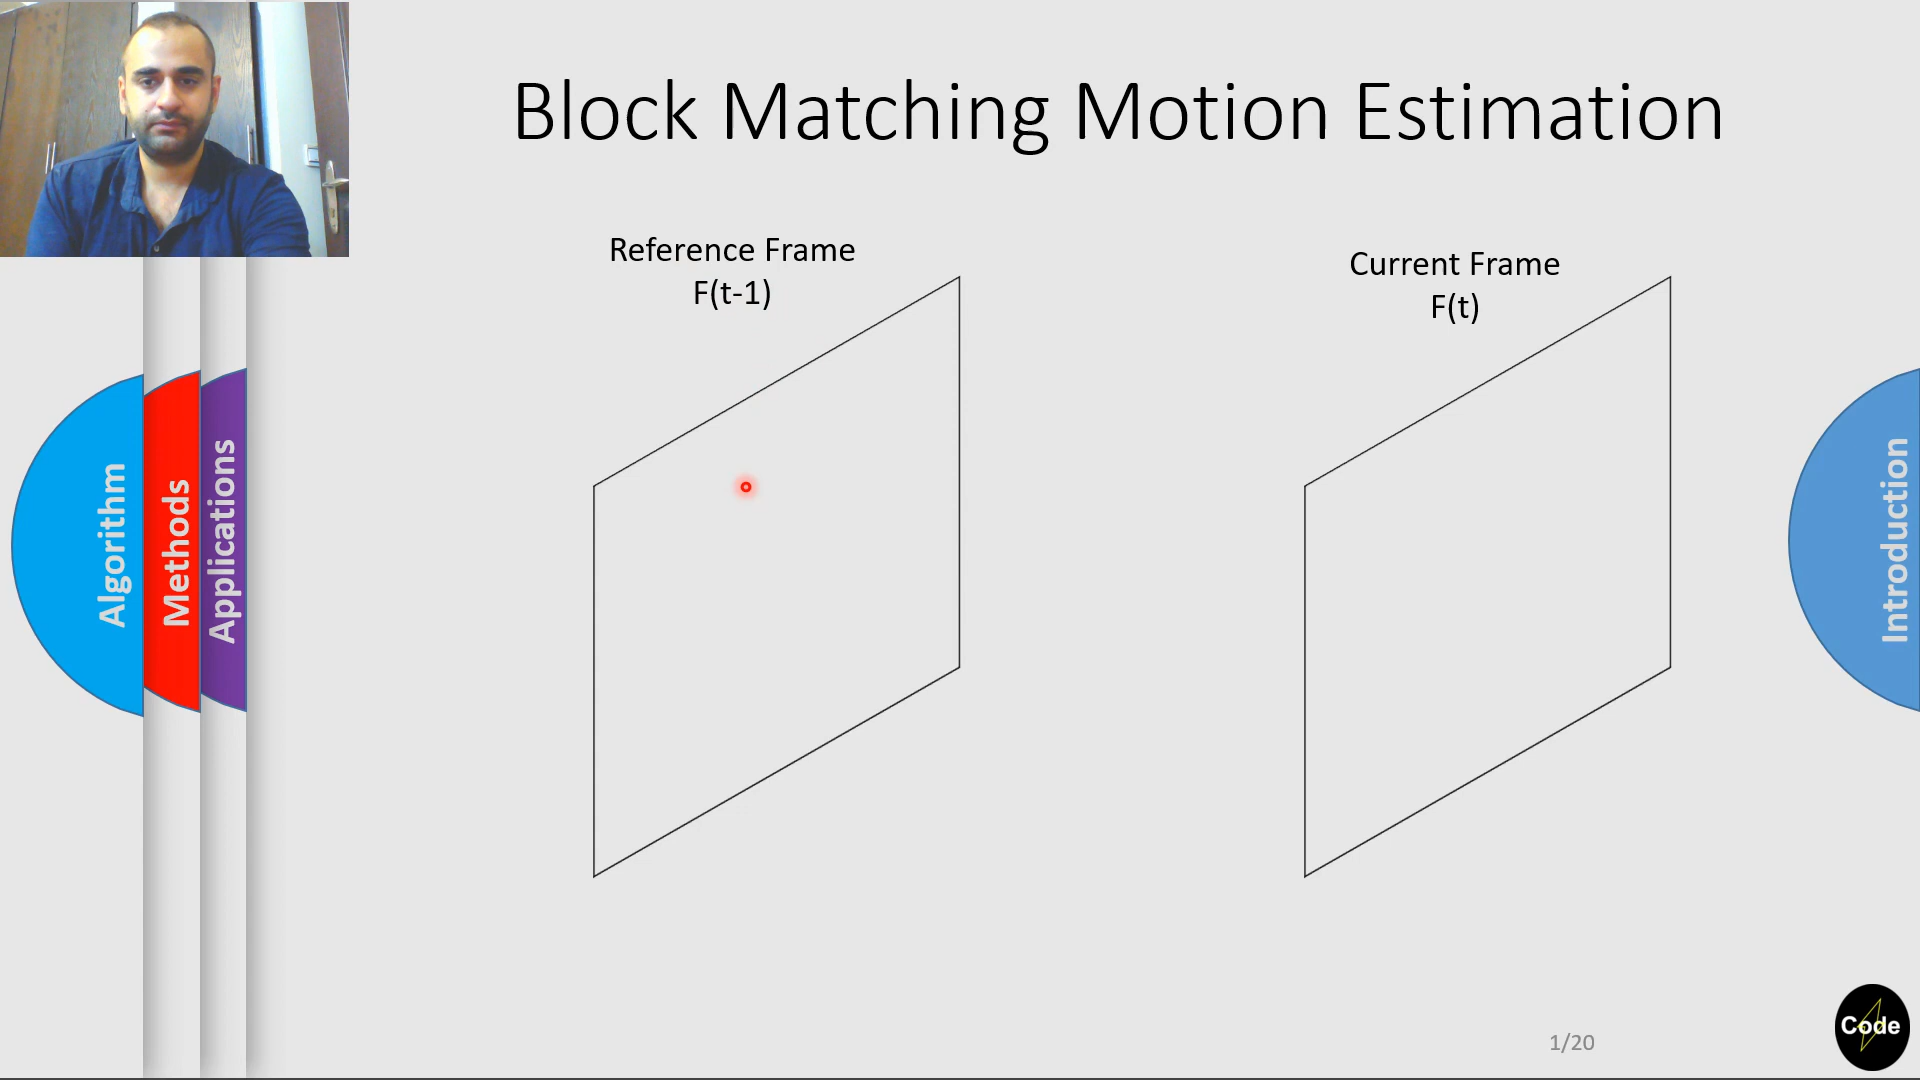 Block Matching Motion Estimation
Reference Frame
F(t-1)
Current Frame
F(t)
Algorithm
Methods
Applications
Introduction
1/20
Code